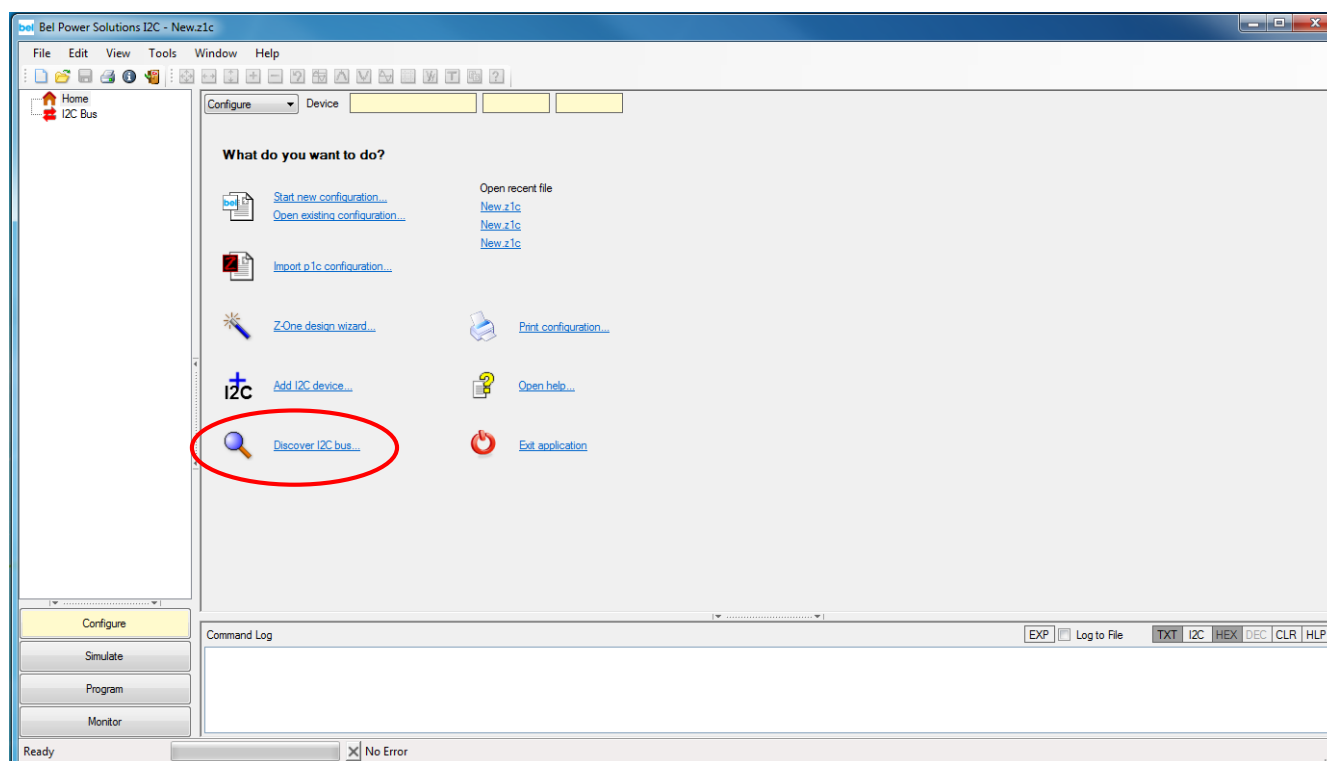 bel Bel Power Solutions I2C - New.z1c
File Edit View Tools Window Help
Home
I2C Bus
Configure Device
What do you want to do?
Start new configuration...
Open existing configuration...
Open recent file
New.z1c
New.z1c
New.z1c
Import p1c configuration...
Z-One design wizard...
Print configuration...
I2C Add I2C device...
Open help...
Discover I2C bus...
Exit application
Configure
Simulate
Program
Monitor
Command Log
EXP Log to File TXT I2C HEX DEC CLR HLP
Ready
No Error